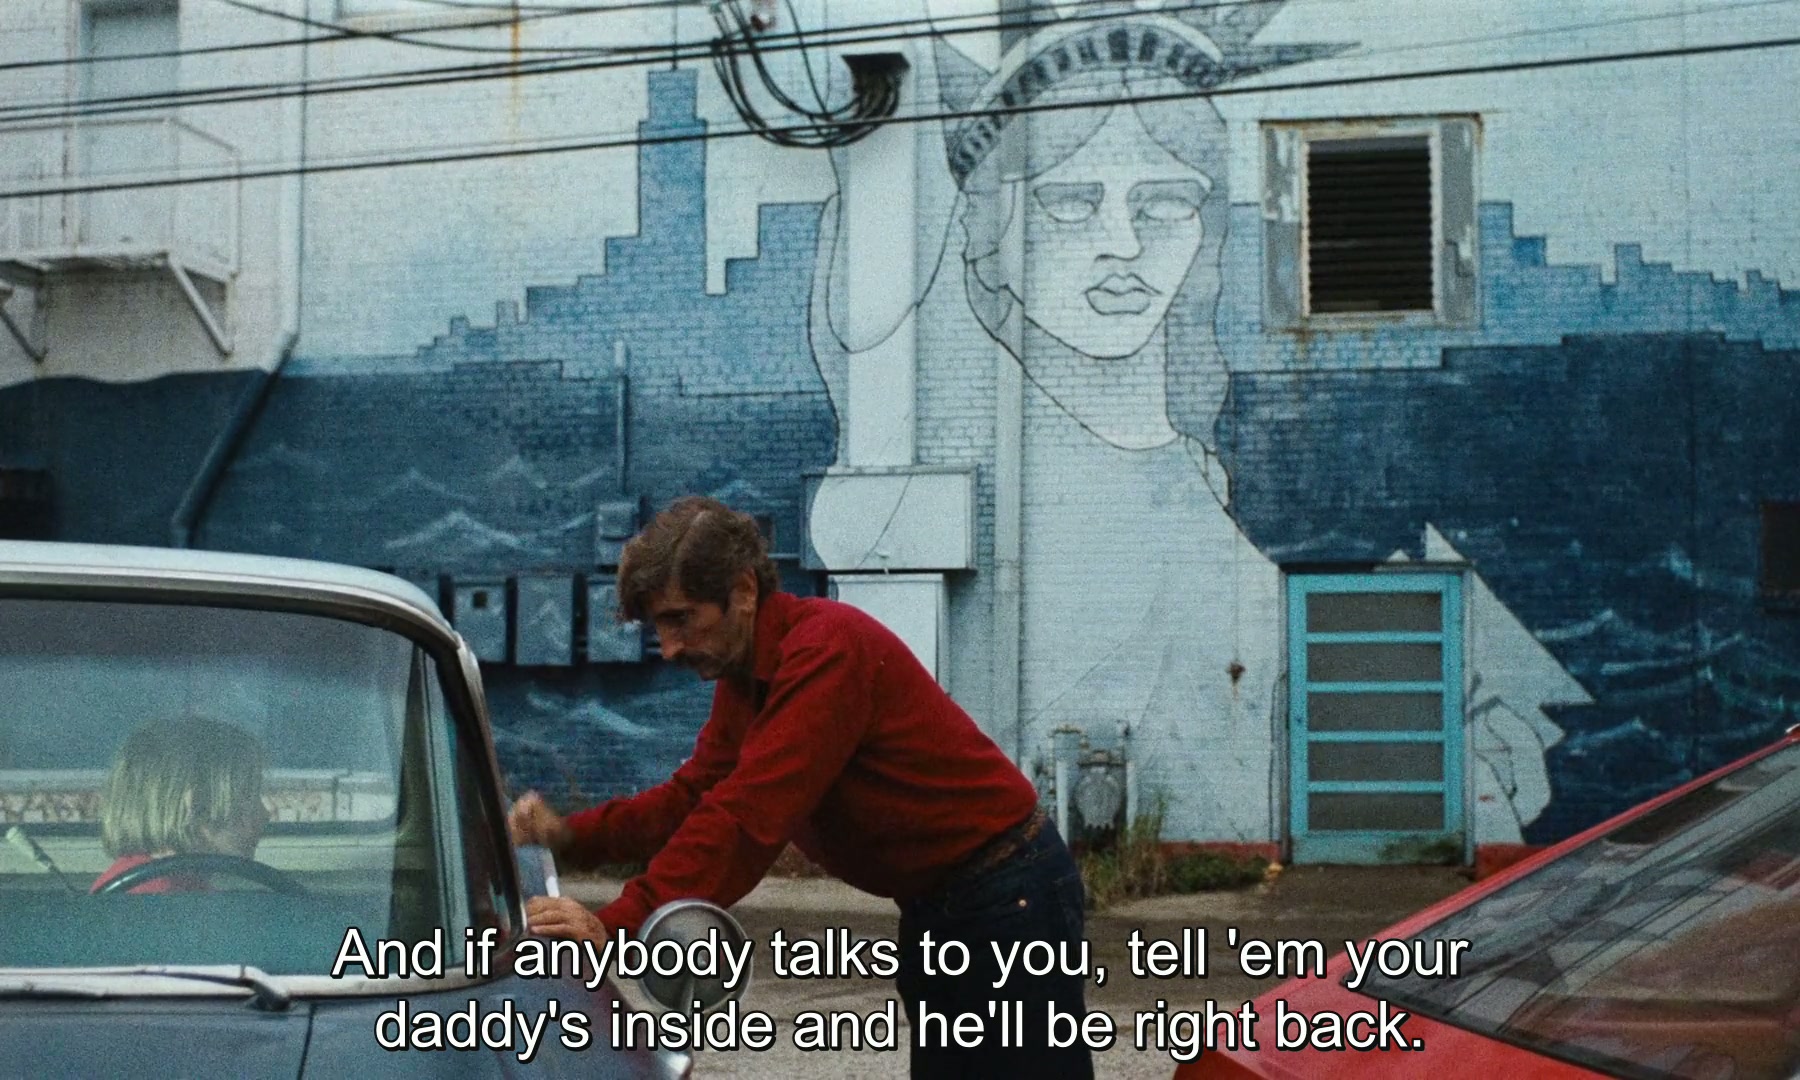 And if anybody talks to you, tell 'em your
daddy's inside and he'll be right back.